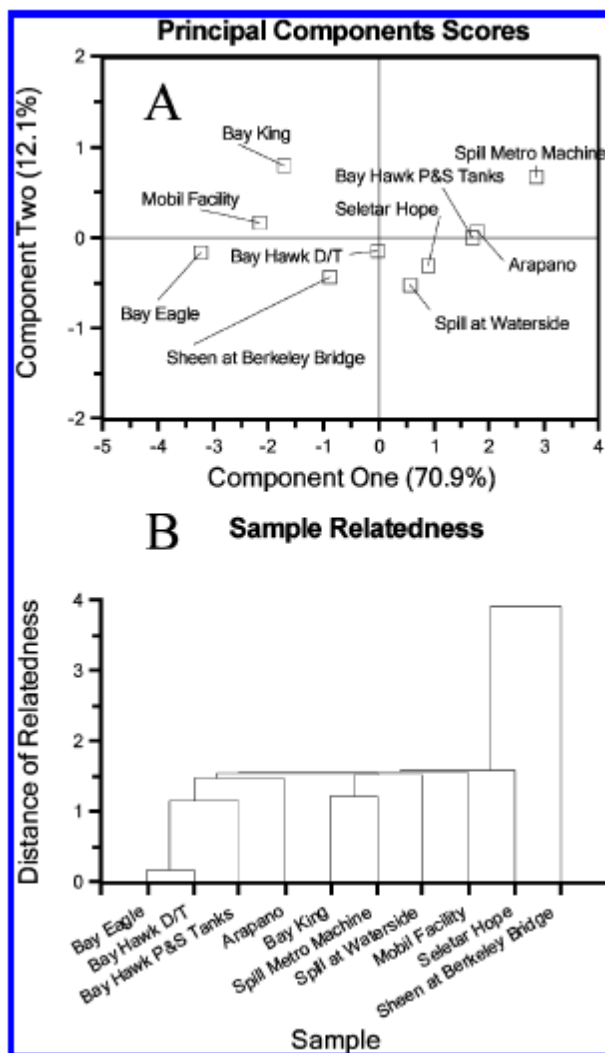 Principal Components Scores
A
Component Two (12.1%)
2
1
0
-1
-2
Bay King
Spill Metro Machine
Bay Hawk P&S Tanks
Mobil Facility
Seletar Hope
Bay Hawk D/T
Arapano
Bay Eagle
Spill at Waterside
Sheen at Berkeley Bridge
-5 -4 -3 -2 -1 0 1 2 3 4
Component One (70.9%)
B Sample Relatedness
Distance of Relatedness
4
3
2
1
0
Bay Eagle
Bay Hawk D/T
Bay Hawk P&S Tanks
Arapano
Bay King
Spill Metro Machine
Spill at Waterside
Mobil Facility
Seletar Hope
Sheen at Berkeley Bridge
Sample